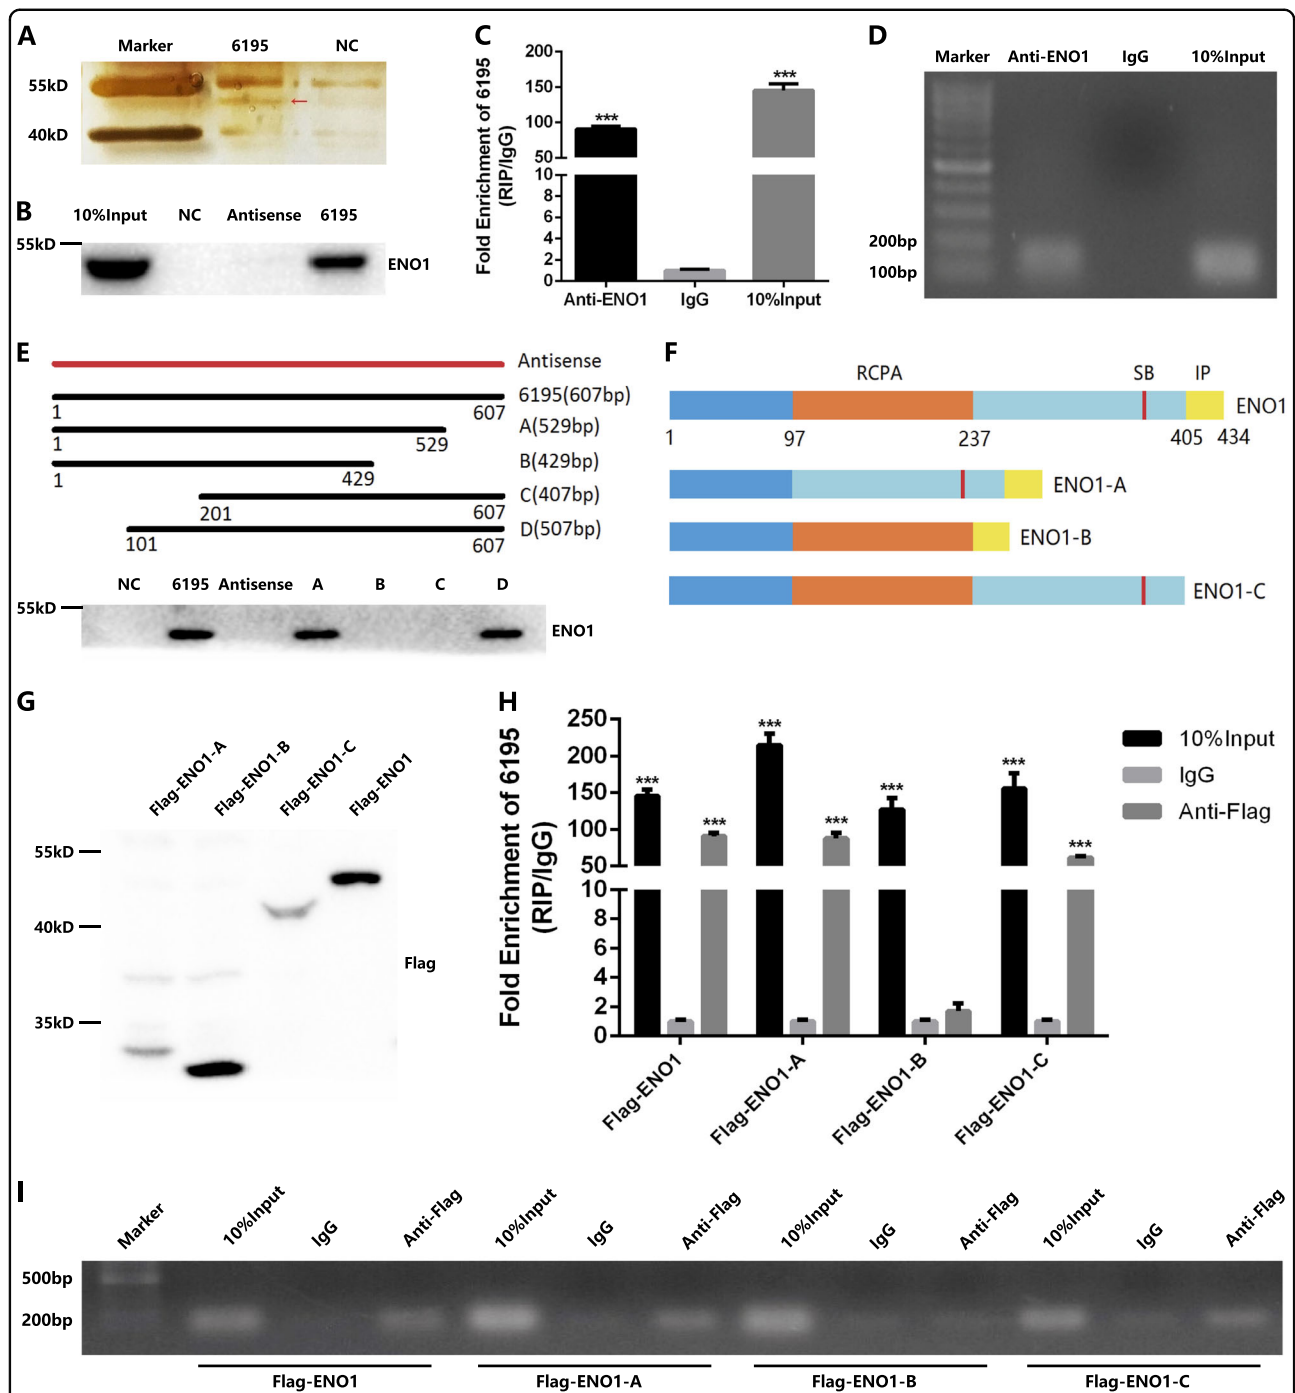 A
Marker 6195 NC
55kD
←
40kD
B
10%Input NC Antisense 6195
55kD
ENO1
C
Fold Enrichment of 6195
(RIP/IgG)
200
150
100
50
10
8
6
4
2
0
***
***
Anti-ENO1 IgG 10%Input
D
Marker Anti-ENO1 IgG 10%Input
200bp
100bp
E
Antisense
6195(607bp)
1 607
A(529bp)
1 529
B(429bp)
1 429
C(407bp)
201 607
D(507bp)
101 607
NC 6195 Antisense A B C D
55kD
ENO1
F
RCPA SB IP
ENO1
1 97 237 405 434
ENO1-A
ENO1-B
ENO1-C
G
Flag-ENO1-A
Flag-ENO1-B
Flag-ENO1-C
Flag-ENO1
55kD
40kD
35kD
Flag
H
Fold Enrichment of 6195
(RIP/IgG)
250
200
150
100
50
10
8
6
4
2
0
***
***
***
***
***
***
***
Flag-ENO1
Flag-ENO1-A
Flag-ENO1-B
Flag-ENO1-C
10%Input
IgG
Anti-Flag
I
Marker 10%Input IgG Anti-Flag 10%Input IgG Anti-Flag 10%Input IgG Anti-Flag 10%Input IgG Anti-Flag
500bp
200bp
Flag-ENO1 Flag-ENO1-A Flag-ENO1-B Flag-ENO1-C